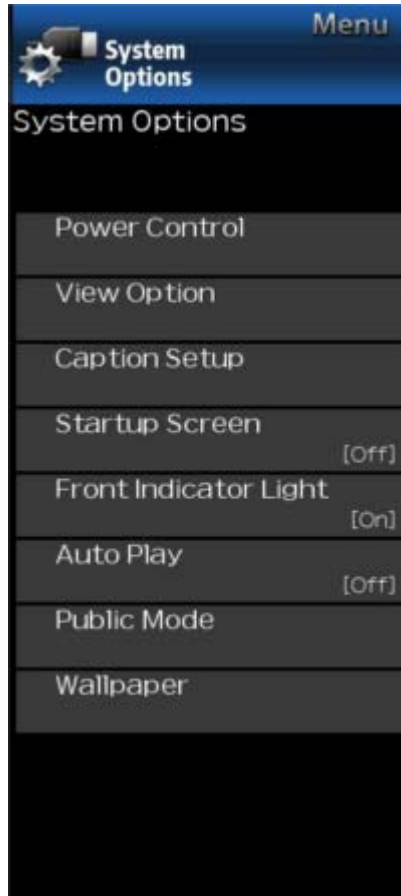 Menu
System
Options
System Options
Power Control
View Option
Caption Setup
Startup Screen
[Off]
Front Indicator Light
[On]
Auto Play
[Off]
Public Mode
Wallpaper